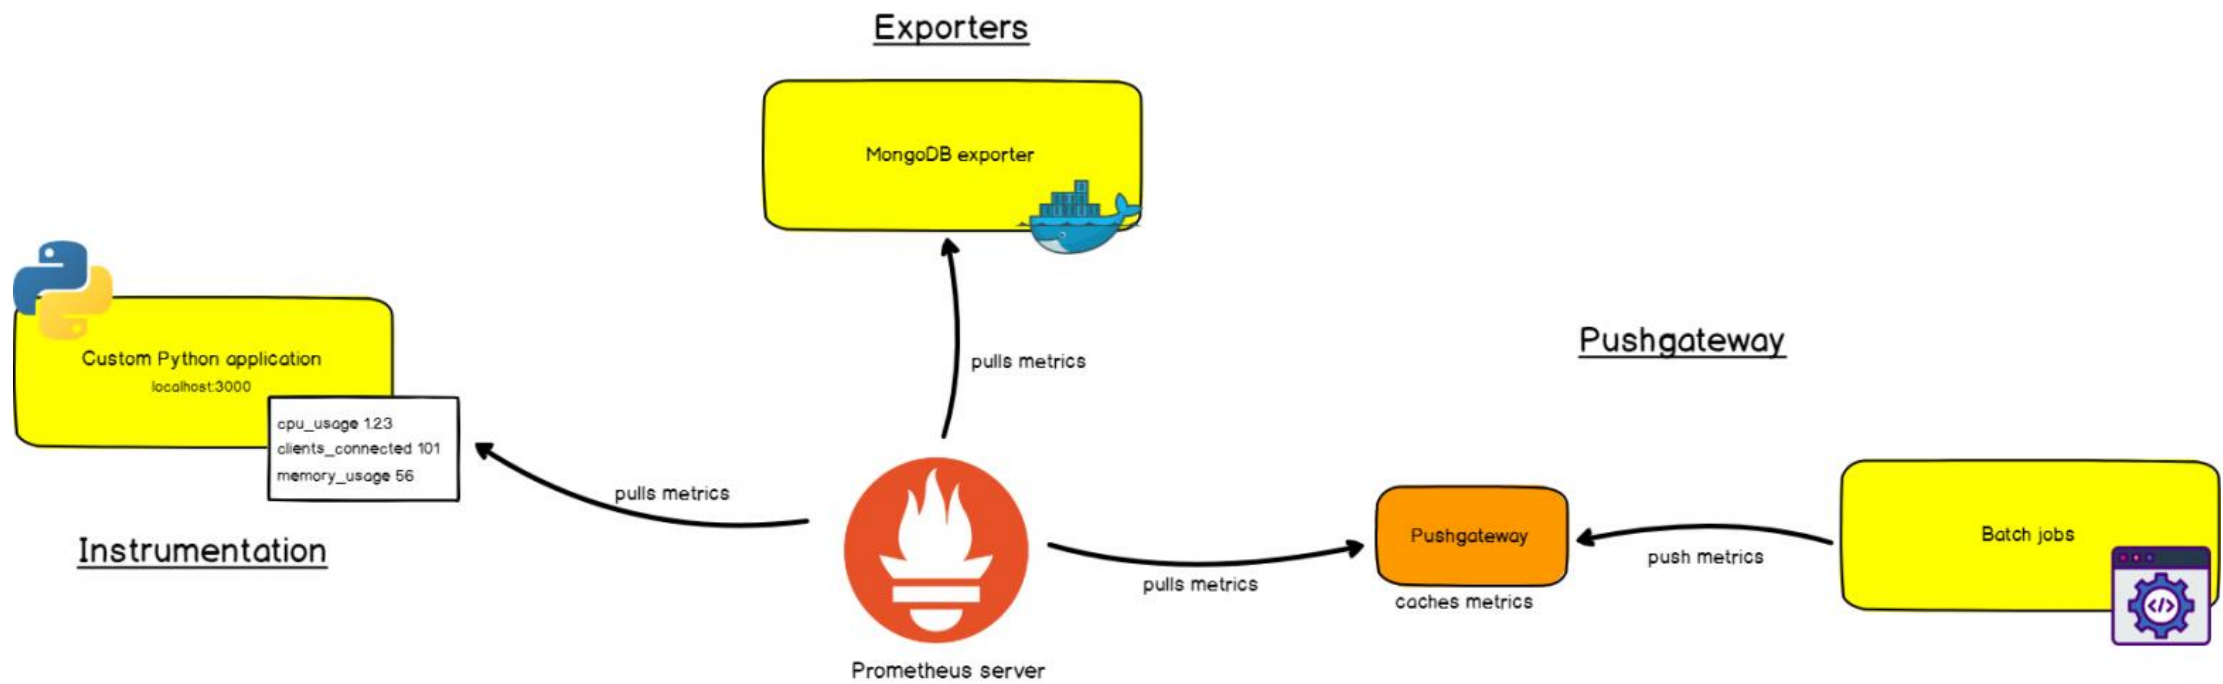 Exporters
MongoDB exporter
pulls metrics
Custom Python application
localhost:3000
cpu_usage 1.23
clients_connected 101
memory_usage 56
Instrumentation
pulls metrics
Prometheus server
pulls metrics
Pushgateway
Pushgateway
caches metrics
push metrics
Batch jobs
</>